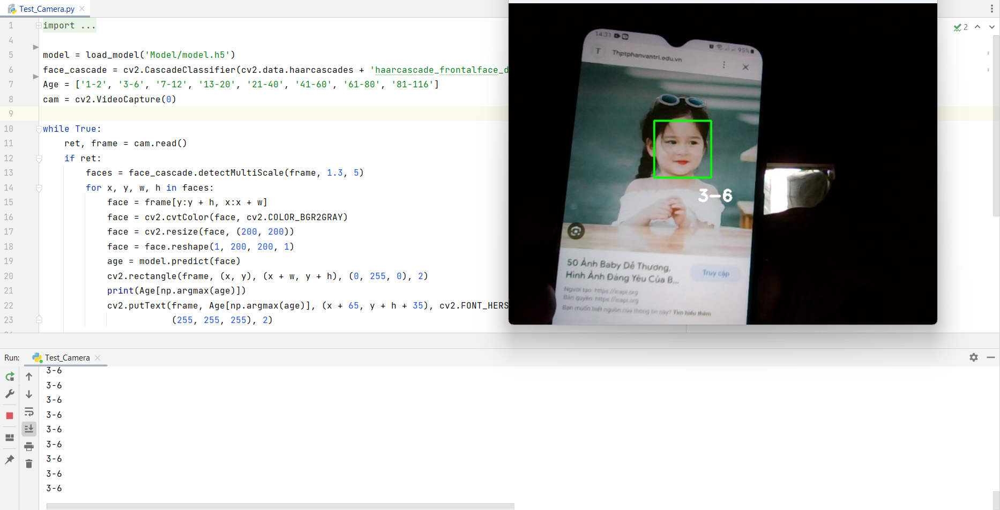 Test_Camera.py
2
1 import ...
4
5 model = load_model('Model/model.h5')
6 face_cascade = cv2.CascadeClassifier(cv2.data.haarcascades + 'haarcascade_frontalface_d
7 Age = ['1-2', '3-6', '7-12', '13-20', '21-40', '41-60', '61-80', '81-116']
8 cam = cv2.VideoCapture(0)
9
10 while True:
11 ret, frame = cam.read()
12 if ret:
13 faces = face_cascade.detectMultiScale(frame, 1.3, 5)
14 for x, y, w, h in faces:
15 face = frame[y:y + h, x:x + w]
16 face = cv2.cvtColor(face, cv2.COLOR_BGR2GRAY)
17 face = cv2.resize(face, (200, 200))
18 face = face.reshape(1, 200, 200, 1)
19 age = model.predict(face)
20 cv2.rectangle(frame, (x, y), (x + w, y + h), (0, 255, 0), 2)
21 print(Age[np.argmax(age)])
22 cv2.putText(frame, Age[np.argmax(age)], (x + 65, y + h + 35), cv2.FONT_HERS
23 (255, 255, 255), 2)
14:31
95%
T Thptphanvantri.edu.vn
3-6
50 Ảnh Baby Dễ Thương,
Hình Ảnh Đáng Yêu Của B...
Truy cập
Người tạo: https://icapi.org
Bản quyền: https://icapi.org
Bạn muốn biết nguồn của thông tin này? Tìm hiểu thêm
Run: Test_Camera
3-6
3-6
3-6
3-6
3-6
3-6
3-6
3-6
3-6